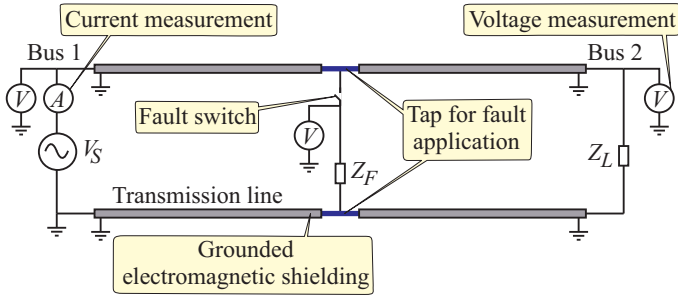 Current measurement
Voltage measurement
Bus 1
Bus 2
V
A
V
Fault switch
V
Tap for fault
application
V_S
Z_F
Z_L
Transmission line
Grounded
electromagnetic shielding